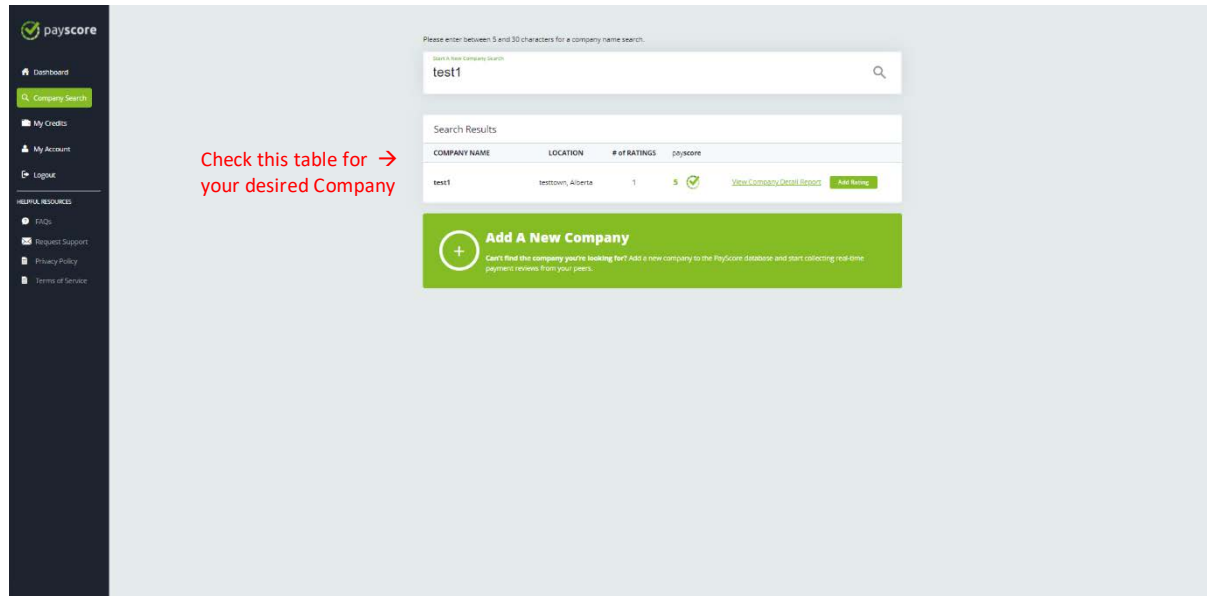 payscore
Dashboard
Company Search
My Credits
My Account
Logout
HELPFUL RESOURCES
FAQs
Request Support
Privacy Policy
Terms of Service
Check this table for →
your desired Company
Please enter between 5 and 30 characters for a company name search.
Start A New Company Search
test1
Search Results
COMPANY NAME LOCATION # of RATINGS payscore
test1 testtown, Alberta 1 5 View Company Detail Report Add Rating
Add A New Company
Can't find the company you're looking for? Add a new company to the PayScore database and start collecting real-time
payment reviews from your peers.